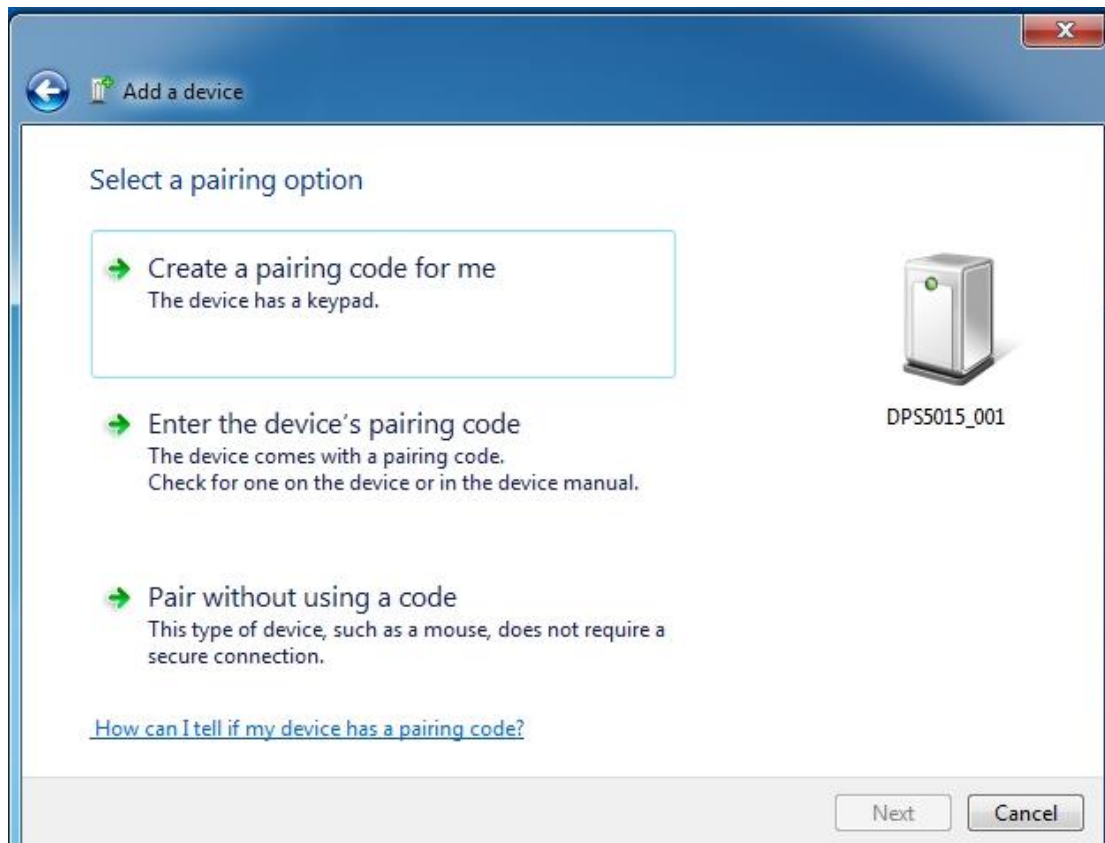 Add a device
Select a pairing option
Create a pairing code for me
The device has a keypad.
DPS5015_001
Enter the device's pairing code
The device comes with a pairing code.
Check for one on the device or in the device manual.
Pair without using a code
This type of device, such as a mouse, does not require a
secure connection.
How can I tell if my device has a pairing code?
Next
Cancel